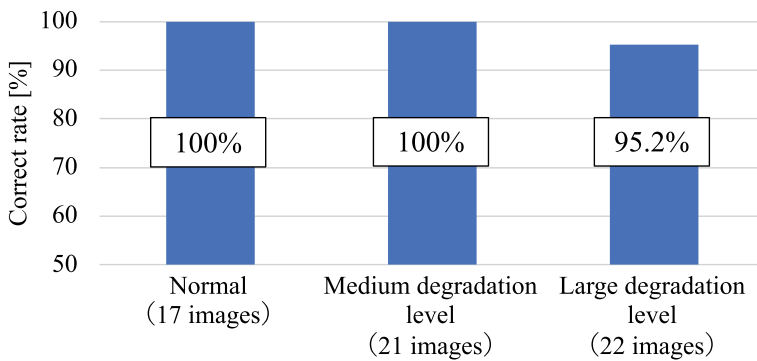 Correct rate [%]
100
90
80
70
60
50
100%
100%
95.2%
Normal
(17 images)
Medium degradation
level
(21 images)
Large degradation
level
(22 images)